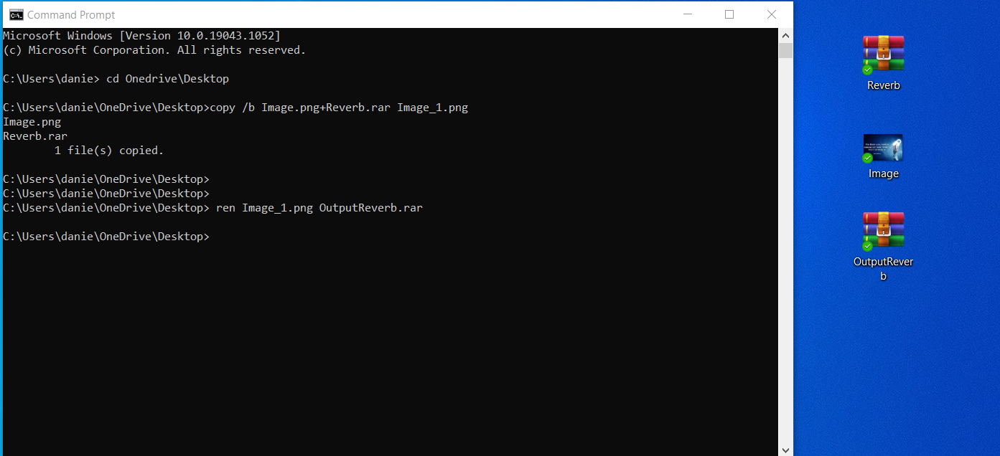 Command Prompt
Microsoft Windows [Version 10.0.19043.1052]
(c) Microsoft Corporation. All rights reserved.
C:\Users\danie> cd Onedrive\Desktop
C:\Users\danie\OneDrive\Desktop>copy /b Image.png+Reverb.rar Image_1.png
Image.png
Reverb.rar
        1 file(s) copied.
C:\Users\danie\OneDrive\Desktop>
C:\Users\danie\OneDrive\Desktop>
C:\Users\danie\OneDrive\Desktop> ren Image_1.png OutputReverb.rar
C:\Users\danie\OneDrive\Desktop>
Reverb
Image
OutputRever
b